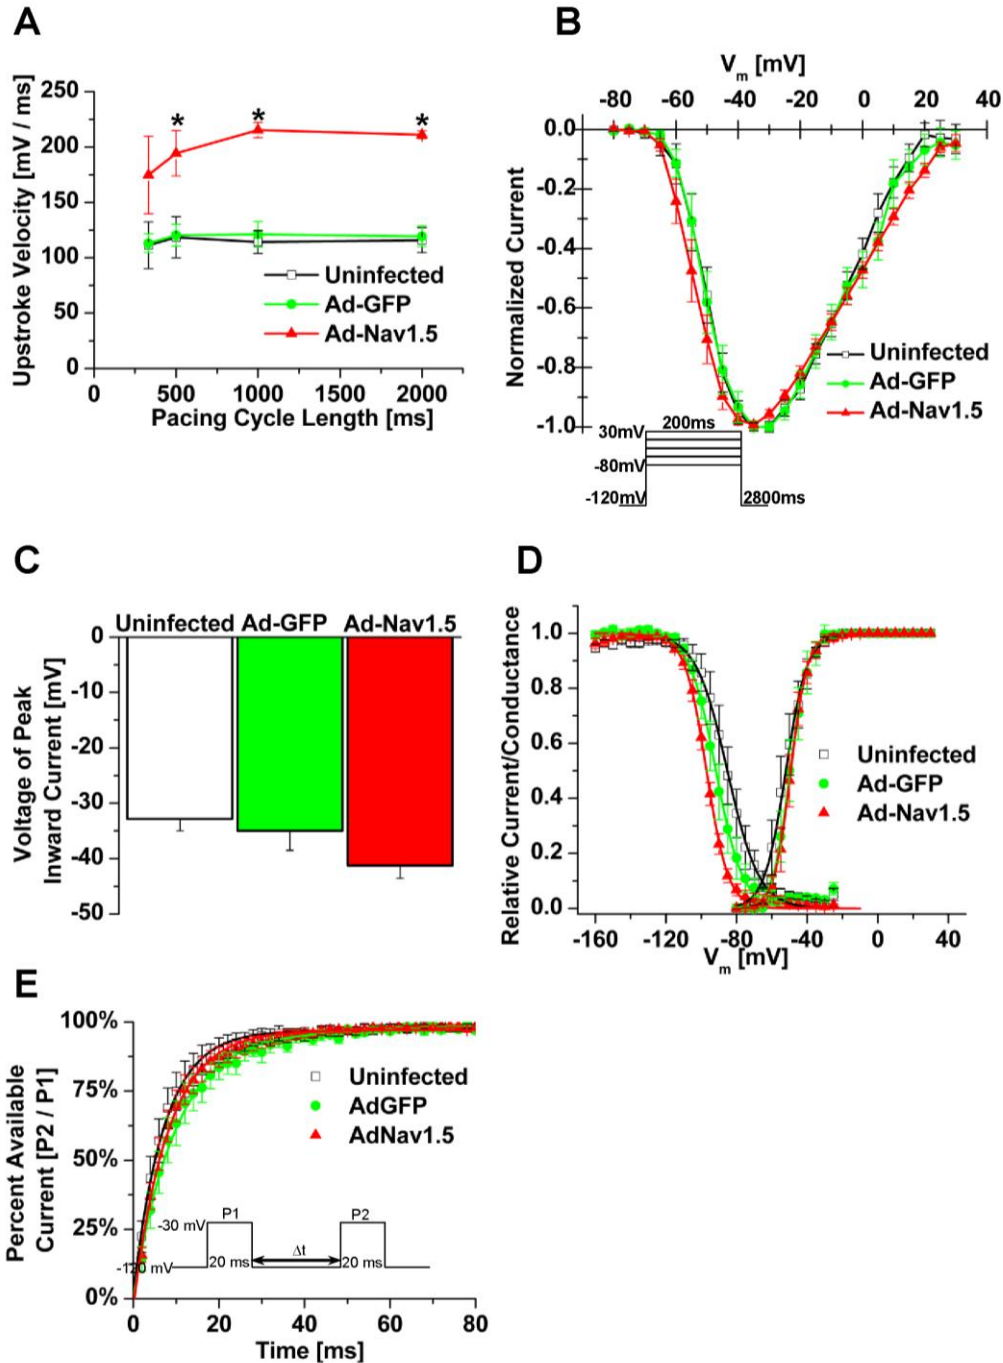 A
Upstroke Velocity [mV / ms]
250
200
150
100
50
0
* * *
Uninfected
Ad-GFP
Ad-Nav1.5
0 500 1000 1500 2000
Pacing Cycle Length [ms]
B
Vm [mV]
-80 -60 -40 -20 0 20 40
Normalized Current
0.0
-0.2
-0.4
-0.6
-0.8
-1.0
Uninfected
Ad-GFP
Ad-Nav1.5
200ms
30mV
-80mV
-120mV
2800ms
C
Uninfected Ad-GFP Ad-Nav1.5
Voltage of Peak
Inward Current [mV]
0
-10
-20
-30
-40
-50
D
Relative Current/Conductance
1.0
0.8
0.6
0.4
0.2
0.0
Uninfected
Ad-GFP
Ad-Nav1.5
-160 -120 -80 -40 0 40
Vm [mV]
E
Percent Available
Current [P2 / P1]
100%
75%
50%
25%
0%
Uninfected
AdGFP
AdNav1.5
P1 P2
-30 mV
Δt
20 ms 20 ms
-120 mV
0 20 40 60 80
Time [ms]